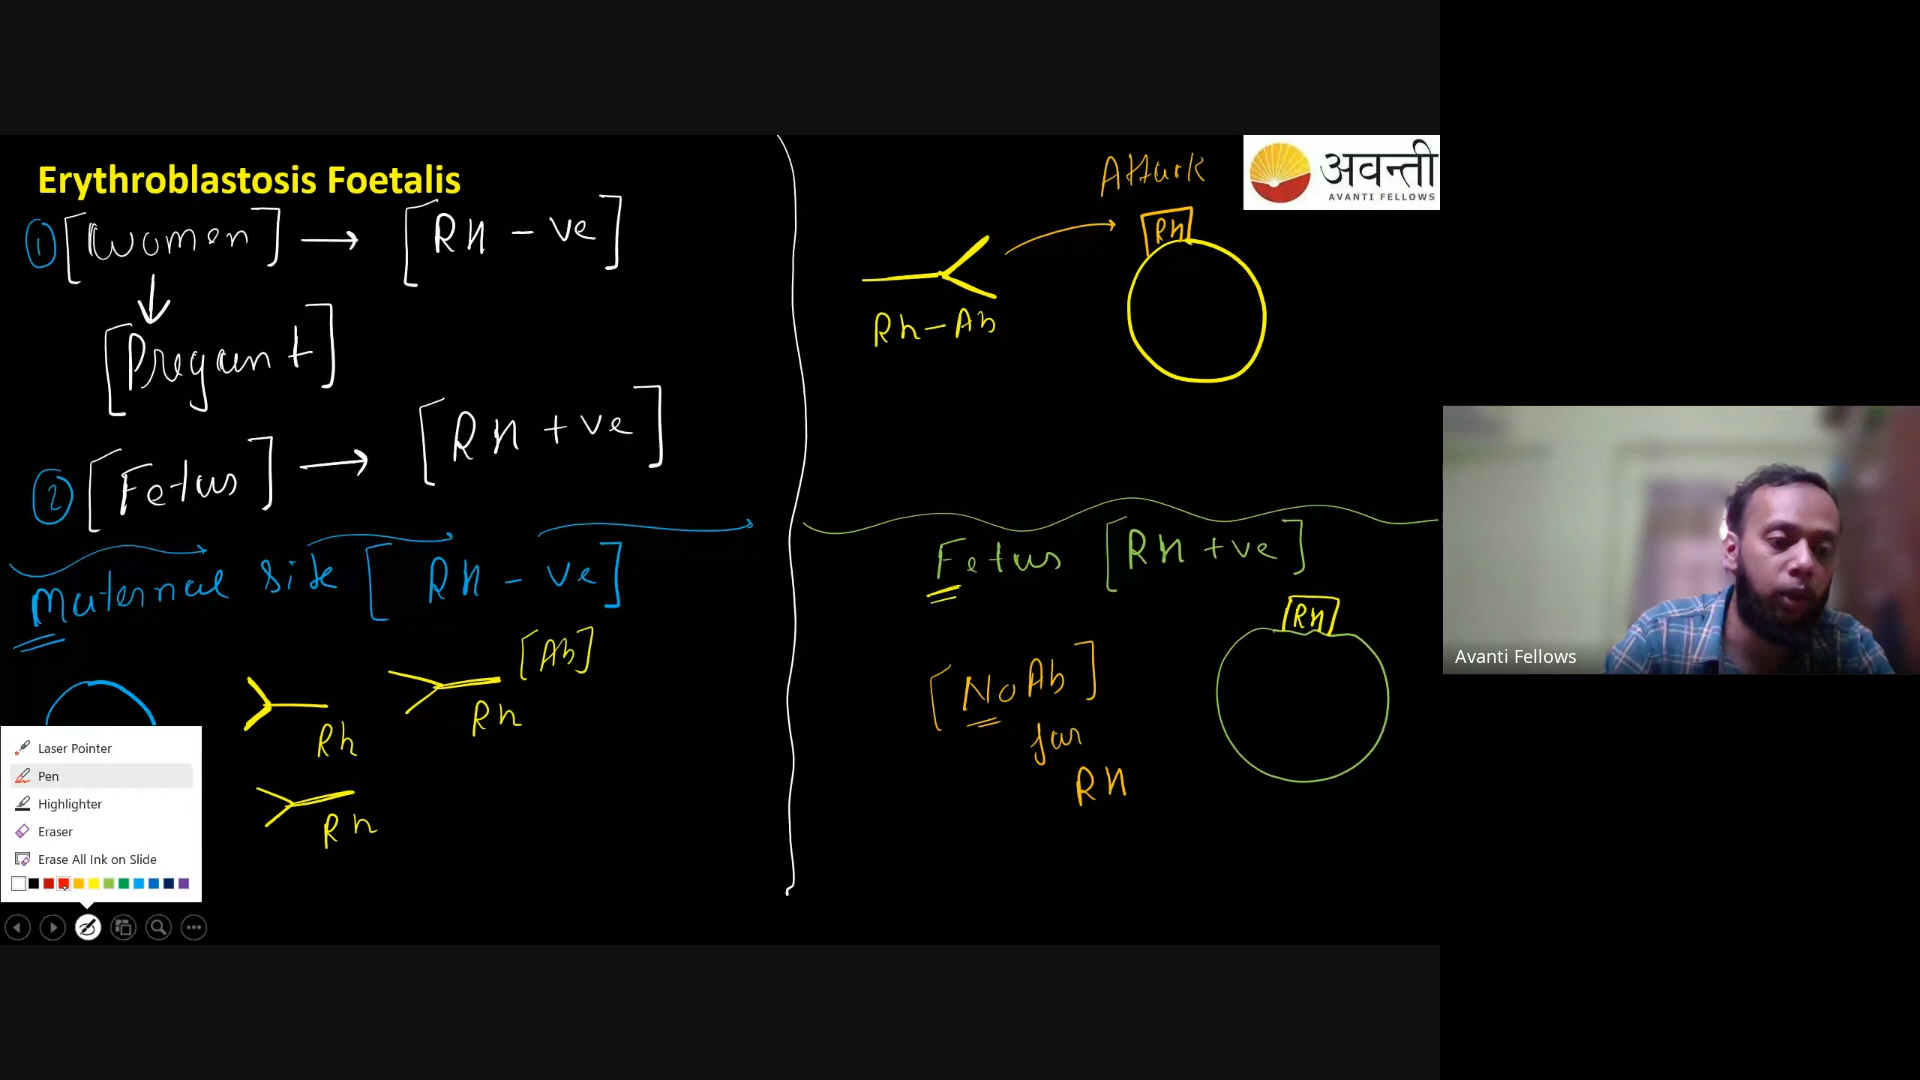 Erythroblastosis Foetalis
① [Women] → [Rh - ve]
[Pregant]
② [Fetus] → [Rh +ve]
Maternal site [Rh - ve]
[Ab]
Rh
Rh
Rh
Attack
Rh
Rh-Ab
अवन्ती
AVANTI FELLOWS
Fetus [Rh +ve]
Rh
[No Ab]
for
Rh
Laser Pointer
Pen
Highlighter
Eraser
Erase All Ink on Slide
Avanti Fellows